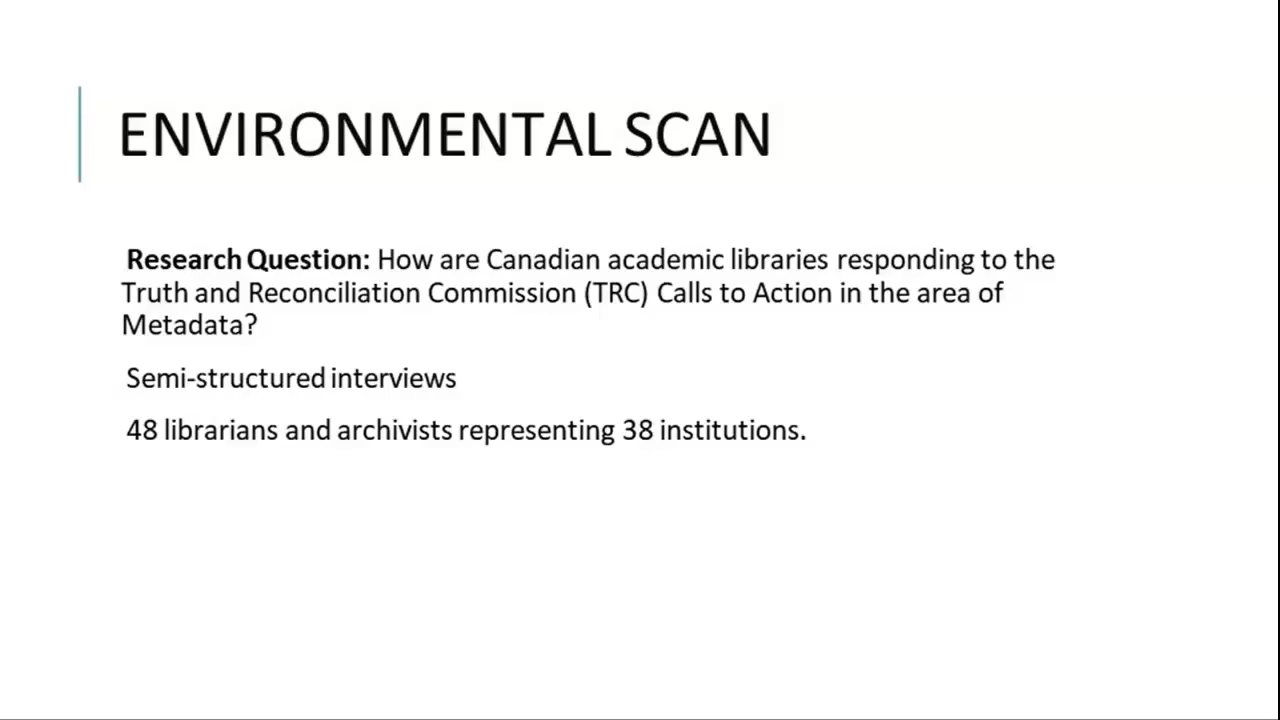 ENVIRONMENTAL SCAN
Research Question: How are Canadian academic libraries responding to the
Truth and Reconciliation Commission (TRC) Calls to Action in the area of
Metadata?
Semi-structured interviews
48 librarians and archivists representing 38 institutions.